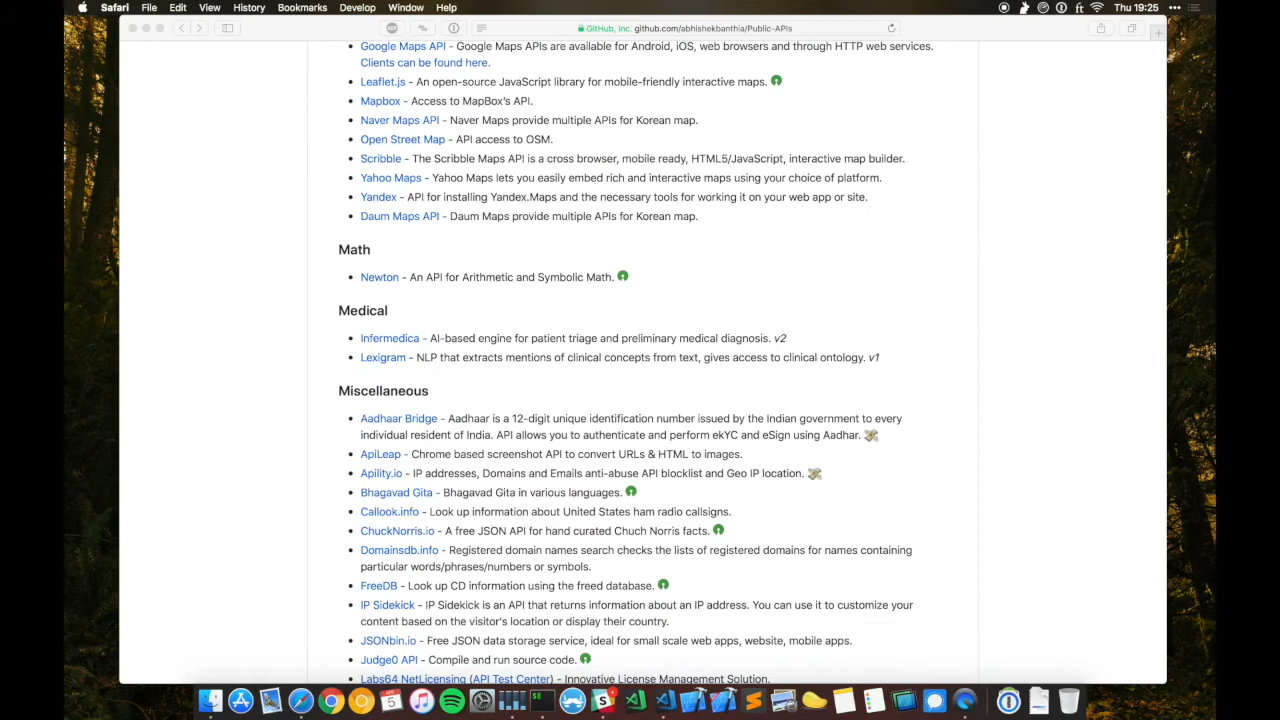 Safari File Edit View History Bookmarks Develop Window Help Thu 19:25
GitHub, Inc. github.com/abhishekbanthia/Public-APIs
Google Maps API - Google Maps APIs are available for Android, iOS, web browsers and through HTTP web services.
Clients can be found here.
Leaflet.js - An open-source JavaScript library for mobile-friendly interactive maps.
Mapbox - Access to MapBox's API.
Naver Maps API - Naver Maps provide multiple APIs for Korean map.
Open Street Map - API access to OSM.
Scribble - The Scribble Maps API is a cross browser, mobile ready, HTML5/JavaScript, interactive map builder.
Yahoo Maps - Yahoo Maps lets you easily embed rich and interactive maps using your choice of platform.
Yandex - API for installing Yandex.Maps and the necessary tools for working it on your web app or site.
Daum Maps API - Daum Maps provide multiple APIs for Korean map.
Math
Newton - An API for Arithmetic and Symbolic Math.
Medical
Infermedica - AI-based engine for patient triage and preliminary medical diagnosis. v2
Lexigram - NLP that extracts mentions of clinical concepts from text, gives access to clinical ontology. v1
Miscellaneous
Aadhaar Bridge - Aadhaar is a 12-digit unique identification number issued by the Indian government to every
individual resident of India. API allows you to authenticate and perform ekYC and eSign using Aadhar.
ApiLeap - Chrome based screenshot API to convert URLs & HTML to images.
Apility.io - IP addresses, Domains and Emails anti-abuse API blocklist and Geo IP location.
Bhagavad Gita - Bhagavad Gita in various languages.
Callook.info - Look up information about United States ham radio callsigns.
ChuckNorris.io - A free JSON API for hand curated Chuch Norris facts.
Domainsdb.info - Registered domain names search checks the lists of registered domains for names containing
particular words/phrases/numbers or symbols.
FreeDB - Look up CD information using the freed database.
IP Sidekick - IP Sidekick is an API that returns information about an IP address. You can use it to customize your
content based on the visitor's location or display their country.
JSONbin.io - Free JSON data storage service, ideal for small scale web apps, website, mobile apps.
Judge0 API - Compile and run source code.
Labs64 NetLicensing (API Test Center) - Innovative License Management Solution.
5